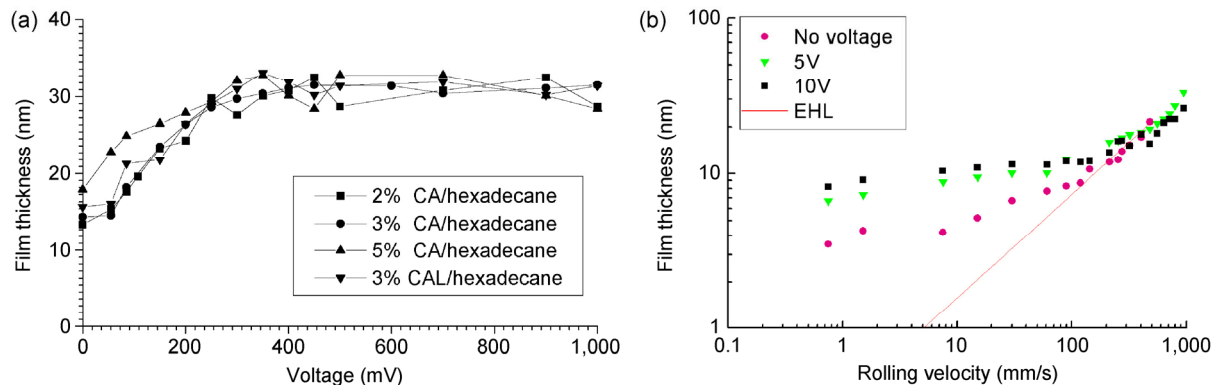 (a)
40
30
20
10
0
Film thickness (nm)
0 200 400 600 800 1,000
Voltage (mV)
2% CA/hexadecane
3% CA/hexadecane
5% CA/hexadecane
3% CAL/hexadecane
(b)
100
10
1
Film thickness (nm)
0.1 1 10 100 1,000
Rolling velocity (mm/s)
No voltage
5V
10V
EHL